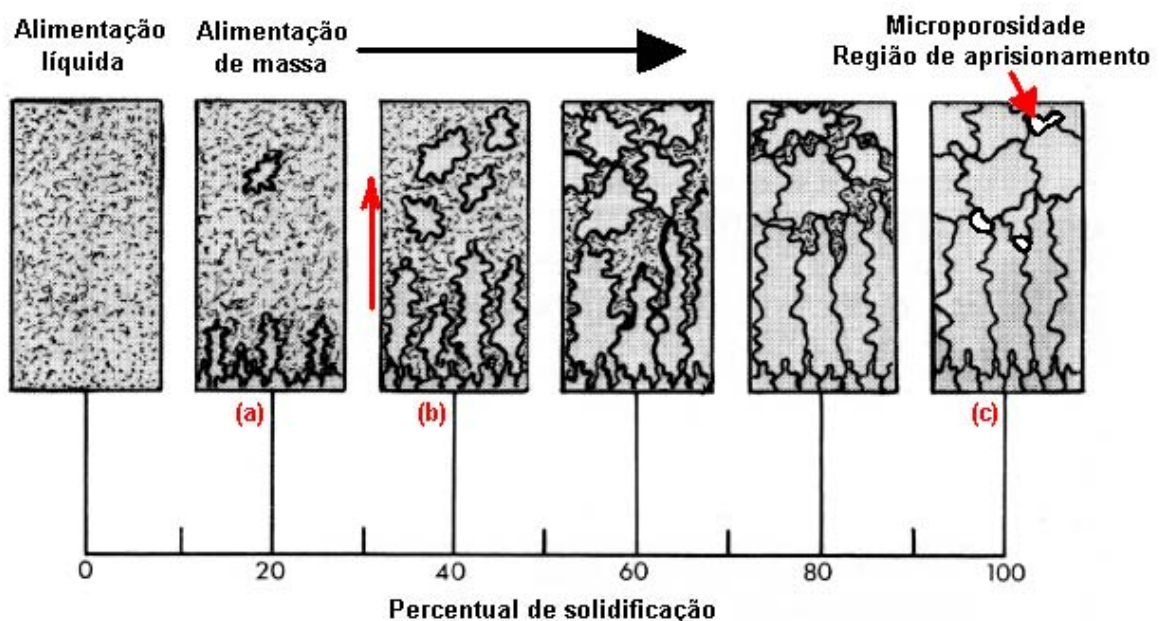 Alimentação
líquida
Alimentação
de massa
Microporosidade
Região de aprisionamento
(a)
(b)
(c)
0
20
40
60
80
100
Percentual de solidificação